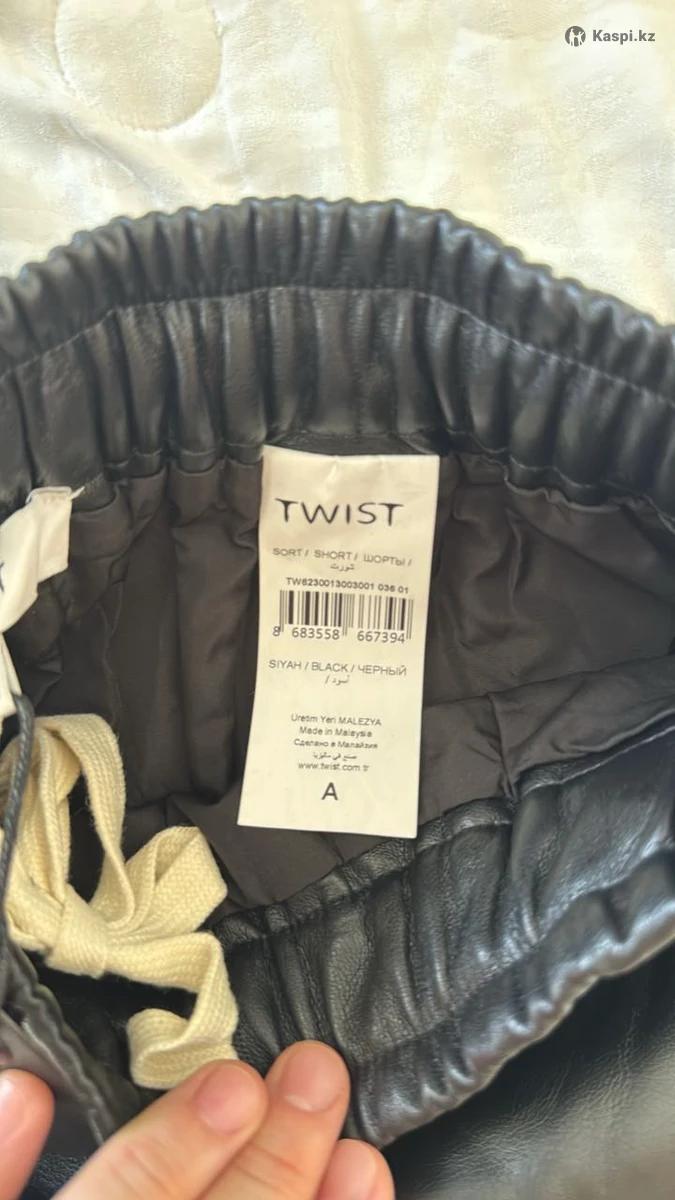 Kaspi.kz
TWIST
SORT / SHORT / ШОРТЫ /
شورت
TW6230013003001 036 01
8 683558 667394
SIYAH / BLACK / ЧЕРНЫЙ
/ أسود
Uretim Yeri MALEZYA
Made in Malaysia
Сделано в Малайзия
صنع في ماليزيا
www.twist.com.tr
A